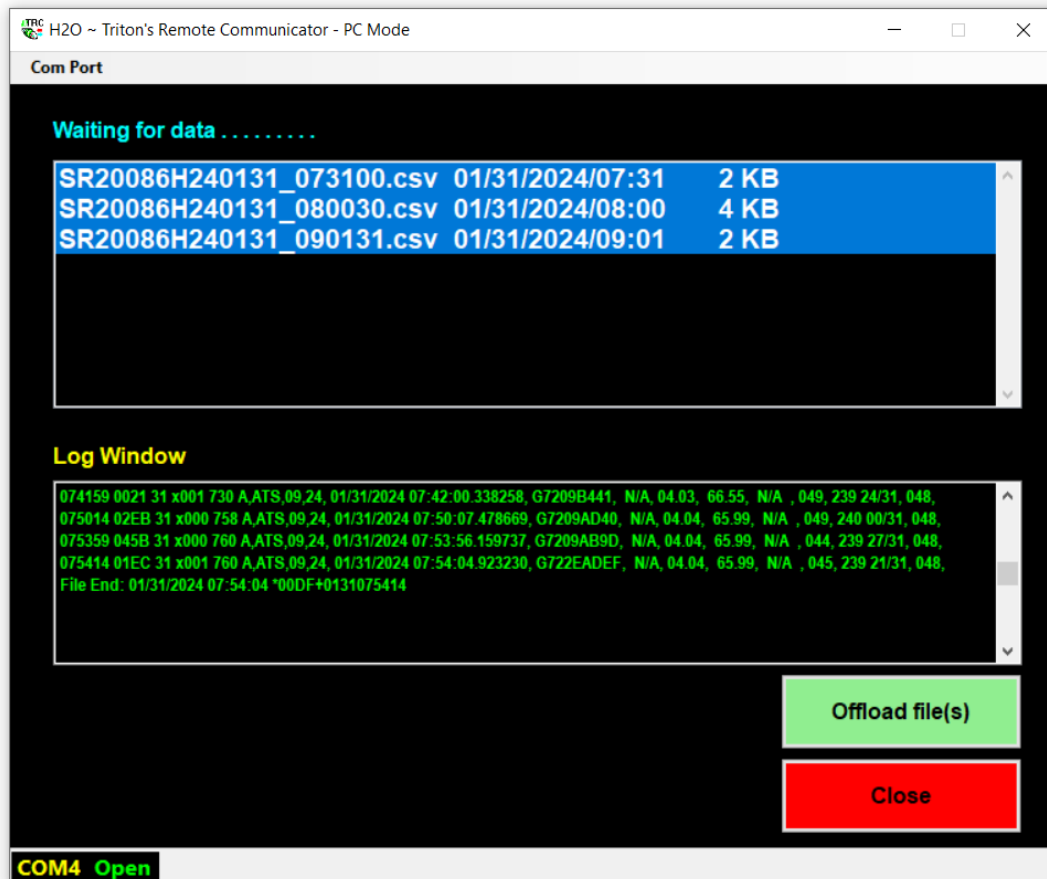 TRC
H2O ~ Triton's Remote Communicator - PC Mode
Com Port
Waiting for data . . . . . . . . .
SR20086H240131_073100.csv 01/31/2024/07:31 2 KB
SR20086H240131_080030.csv 01/31/2024/08:00 4 KB
SR20086H240131_090131.csv 01/31/2024/09:01 2 KB
Log Window
074159 0021 31 x001 730 A,ATS,09,24, 01/31/2024 07:42:00.338258, G7209B441, N/A, 04.03, 66.55, N/A , 049, 239 24/31, 048,
075014 02EB 31 x000 758 A,ATS,09,24, 01/31/2024 07:50:07.478669, G7209AD40, N/A, 04.04, 65.99, N/A , 049, 240 00/31, 048,
075359 045B 31 x000 760 A,ATS,09,24, 01/31/2024 07:53:56.159737, G7209AB9D, N/A, 04.04, 65.99, N/A , 044, 239 27/31, 048,
075414 01EC 31 x001 760 A,ATS,09,24, 01/31/2024 07:54:04.923230, G722EADEF, N/A, 04.04, 65.99, N/A , 045, 239 21/31, 048,
File End: 01/31/2024 07:54:04 *00DF+0131075414
Offload file(s)
Close
COM4 Open